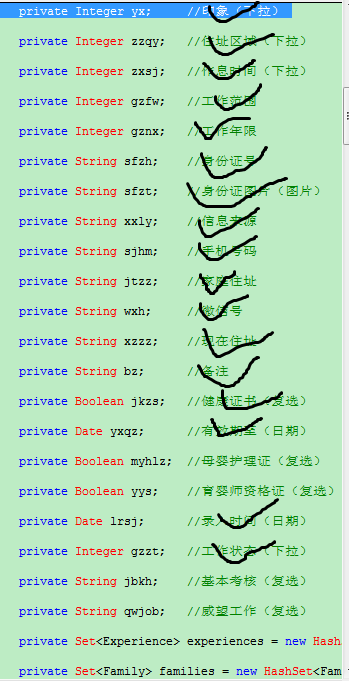 private Integer yx; //印象（下拉）
private Integer zzqy; //住址区域（下拉）
private Integer zxsj; //作息时间（下拉）
private Integer gzfw; //工作范围
private Integer gznx; //工作年限
private String sfzh; //身份证号
private String sfzt; //身份证图片（图片）
private String xxly; //信息来源
private String sjhm; //手机号码
private String jtzz; //家庭住址
private String wxh; //微信号
private String xzzz; //现在住址
private String bz; //备注
private Boolean jkzs; //健康证书（复选）
private Date yxqz; //有效期至（日期）
private Boolean myhlz; //母婴护理证（复选）
private Boolean yys; //育婴师资格证（复选）
private Date lrsj; //录入时间（日期）
private Integer gzzt; //工作状态（下拉）
private String jbkh; //基本考核（复选）
private String qwjob; //威望工作（复选）
private Set<Experience> experiences = new Hash
private Set<Family> families = new HashSet<Fam